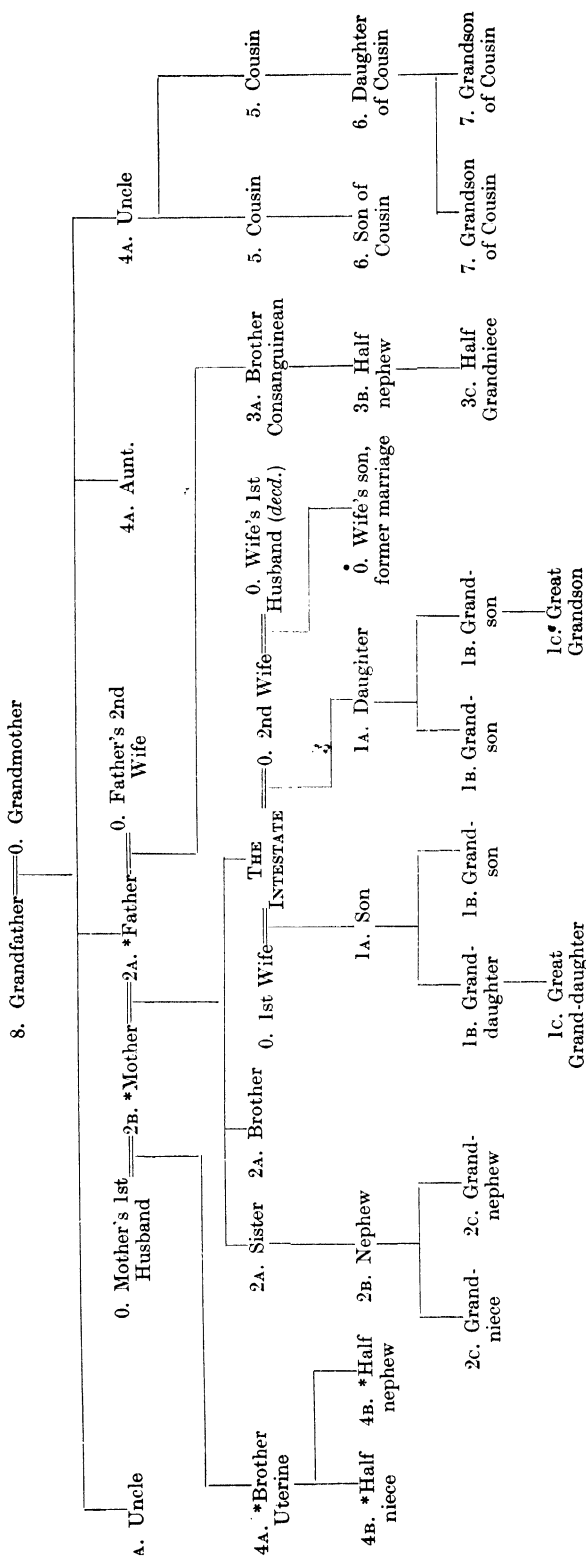 8. Grandfather 0. Grandmother
A. Uncle
0. Mother's 1st
Husband
2B. *Mother
2A. *Father
0. Father's 2nd
Wife
4A. Aunt.
4A. Uncle
4A. *Brother
Uterine
2A. Sister
2A. Brother
0. 1st Wife
THE
INTESTATE
0. 2nd Wife
0. Wife's 1st
Husband (decd.)
3A. Brother
Consanguinean
5. Cousin
5. Cousin
4B. *Half
niece
4B. *Half
nephew
2B. Nephew
1A. Son
1A. Daughter
0. Wife's son,
former marriage
3B. Half
nephew
6. Son of
Cousin
6. Daughter
of Cousin
2C. Grand-
niece
2C. Grand-
nephew
1B. Grand-
daughter
1B. Grand-
son
1B. Grand-
son
1B. Grand-
son
3C. Half
Grandniece
7. Grandson
of Cousin
7. Grandson
of Cousin
1C. Great
Grand-daughter
1C. Great
Grandson